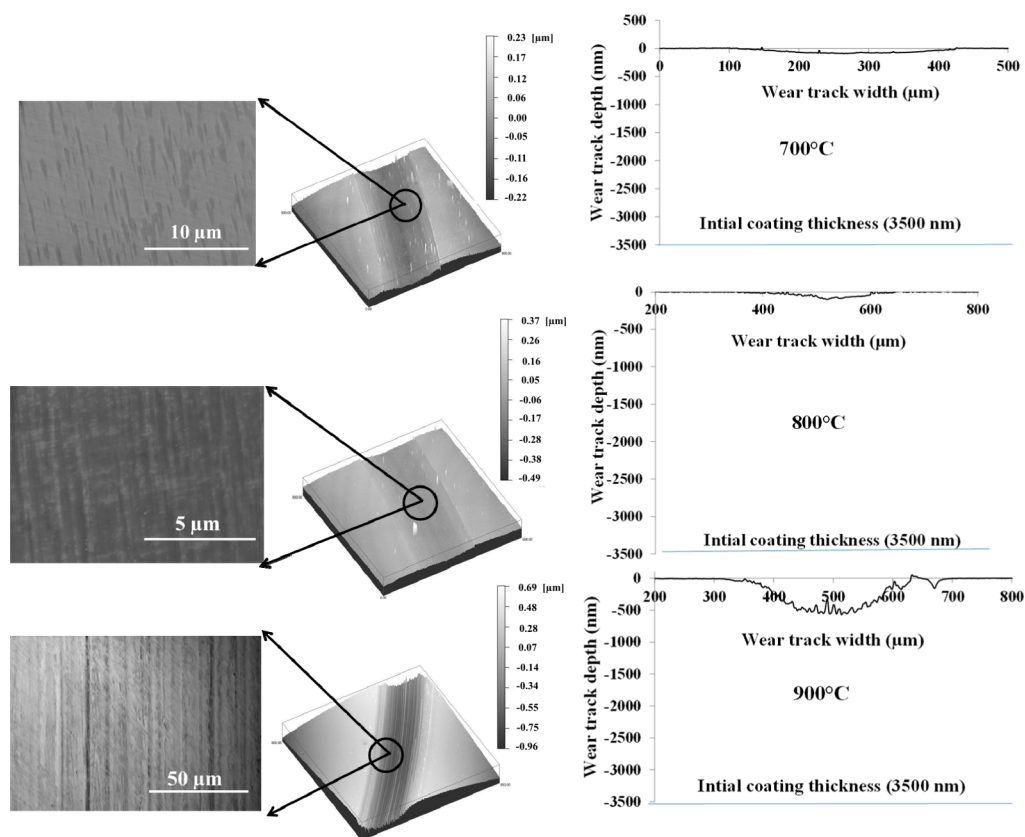 10 µm
0.23 [µm]
0.17
0.12
0.06
0.00
-0.05
-0.11
-0.16
-0.22
500
0
-500
-1000
-1500
-2000
-2500
-3000
-3500
0 100 200 300 400 500
Wear track depth (nm)
Wear track width (µm)
700°C
Intial coating thickness (3500 nm)
5 µm
0.37 [µm]
0.26
0.16
0.05
-0.06
-0.17
-0.28
-0.38
-0.49
0
-500
-1000
-1500
-2000
-2500
-3000
-3500
200 400 600 800
Wear track depth (nm)
Wear track width (µm)
800°C
Intial coating thickness (3500 nm)
50 µm
0.69 [µm]
0.48
0.28
0.07
-0.14
-0.34
-0.55
-0.75
-0.96
0
-500
-1000
-1500
-2000
-2500
-3000
-3500
200 300 400 500 600 700 800
Wear track depth (nm)
Wear track width (µm)
900°C
Intial coating thickness (3500 nm)